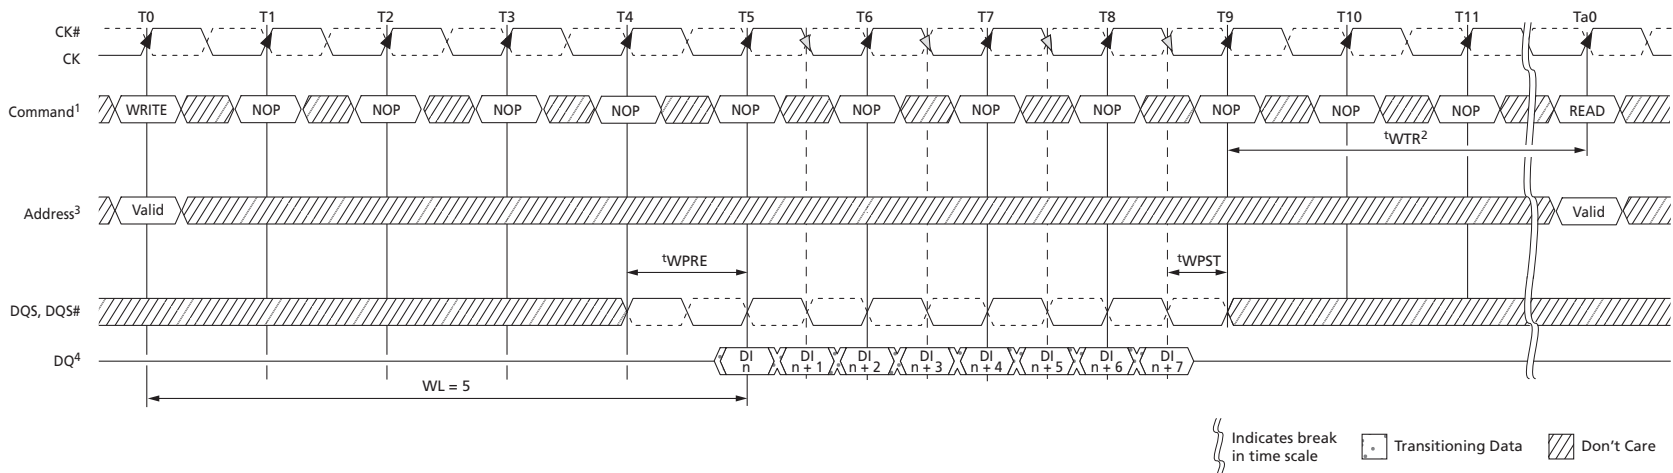 T0 T1 T2 T3 T4 T5 T6 T7 T8 T9 T10 T11 Ta0
CK#
CK
Command1 WRITE NOP NOP NOP NOP NOP NOP NOP NOP NOP NOP NOP READ
tWTR2
Address3 Valid Valid
tWPRE tWPST
DQS, DQS#
DQ4 DI n DI n + 1 DI n + 2 DI n + 3 DI n + 4 DI n + 5 DI n + 6 DI n + 7
WL = 5
Indicates break
in time scale
Transitioning Data
Don't Care